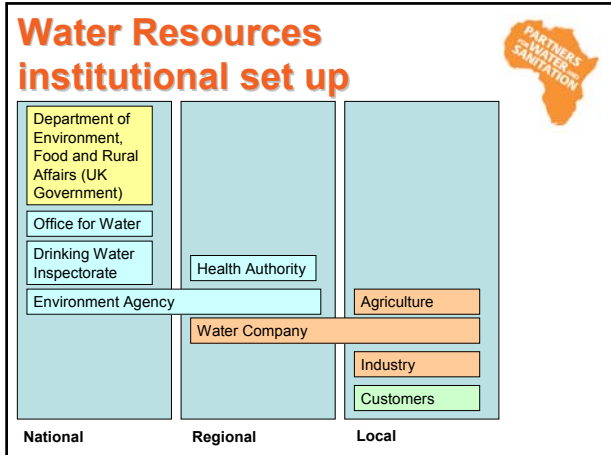 Water Resources
institutional set up
PARTNERS
FOR WATER AND
SANITATION
Department of
Environment,
Food and Rural
Affairs (UK
Government)
Office for Water
Drinking Water
Inspectorate
Health Authority
Environment Agency
Agriculture
Water Company
Industry
Customers
National
Regional
Local